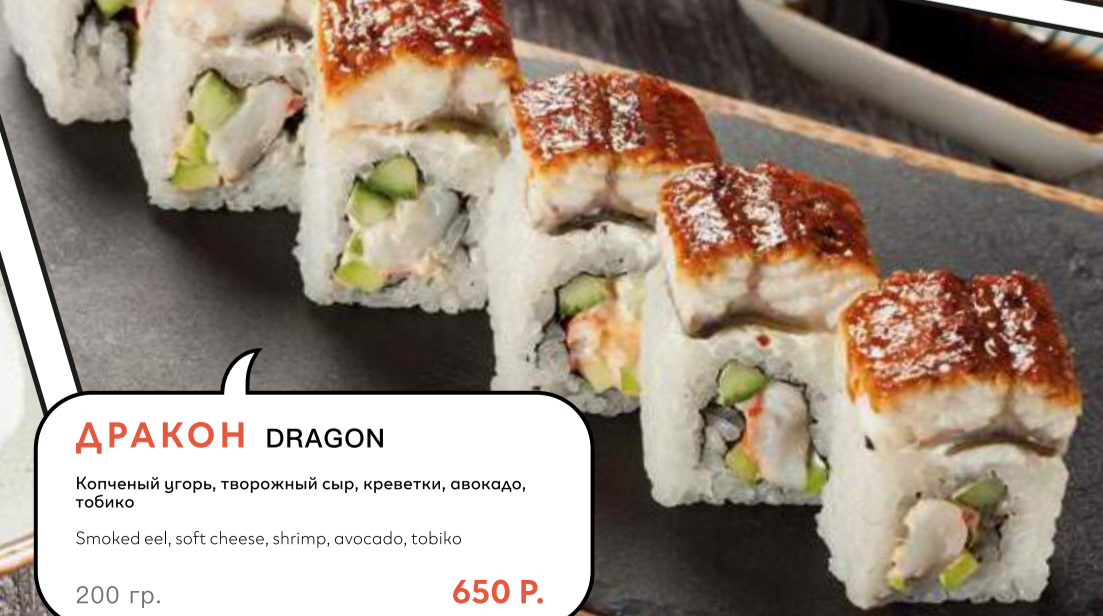 ДРАКОН DRAGON
Копченый угорь, творожный сыр, креветки, авокадо,
тобико
Smoked eel, soft cheese, shrimp, avocado, tobiko
200 гр. 650 Р.